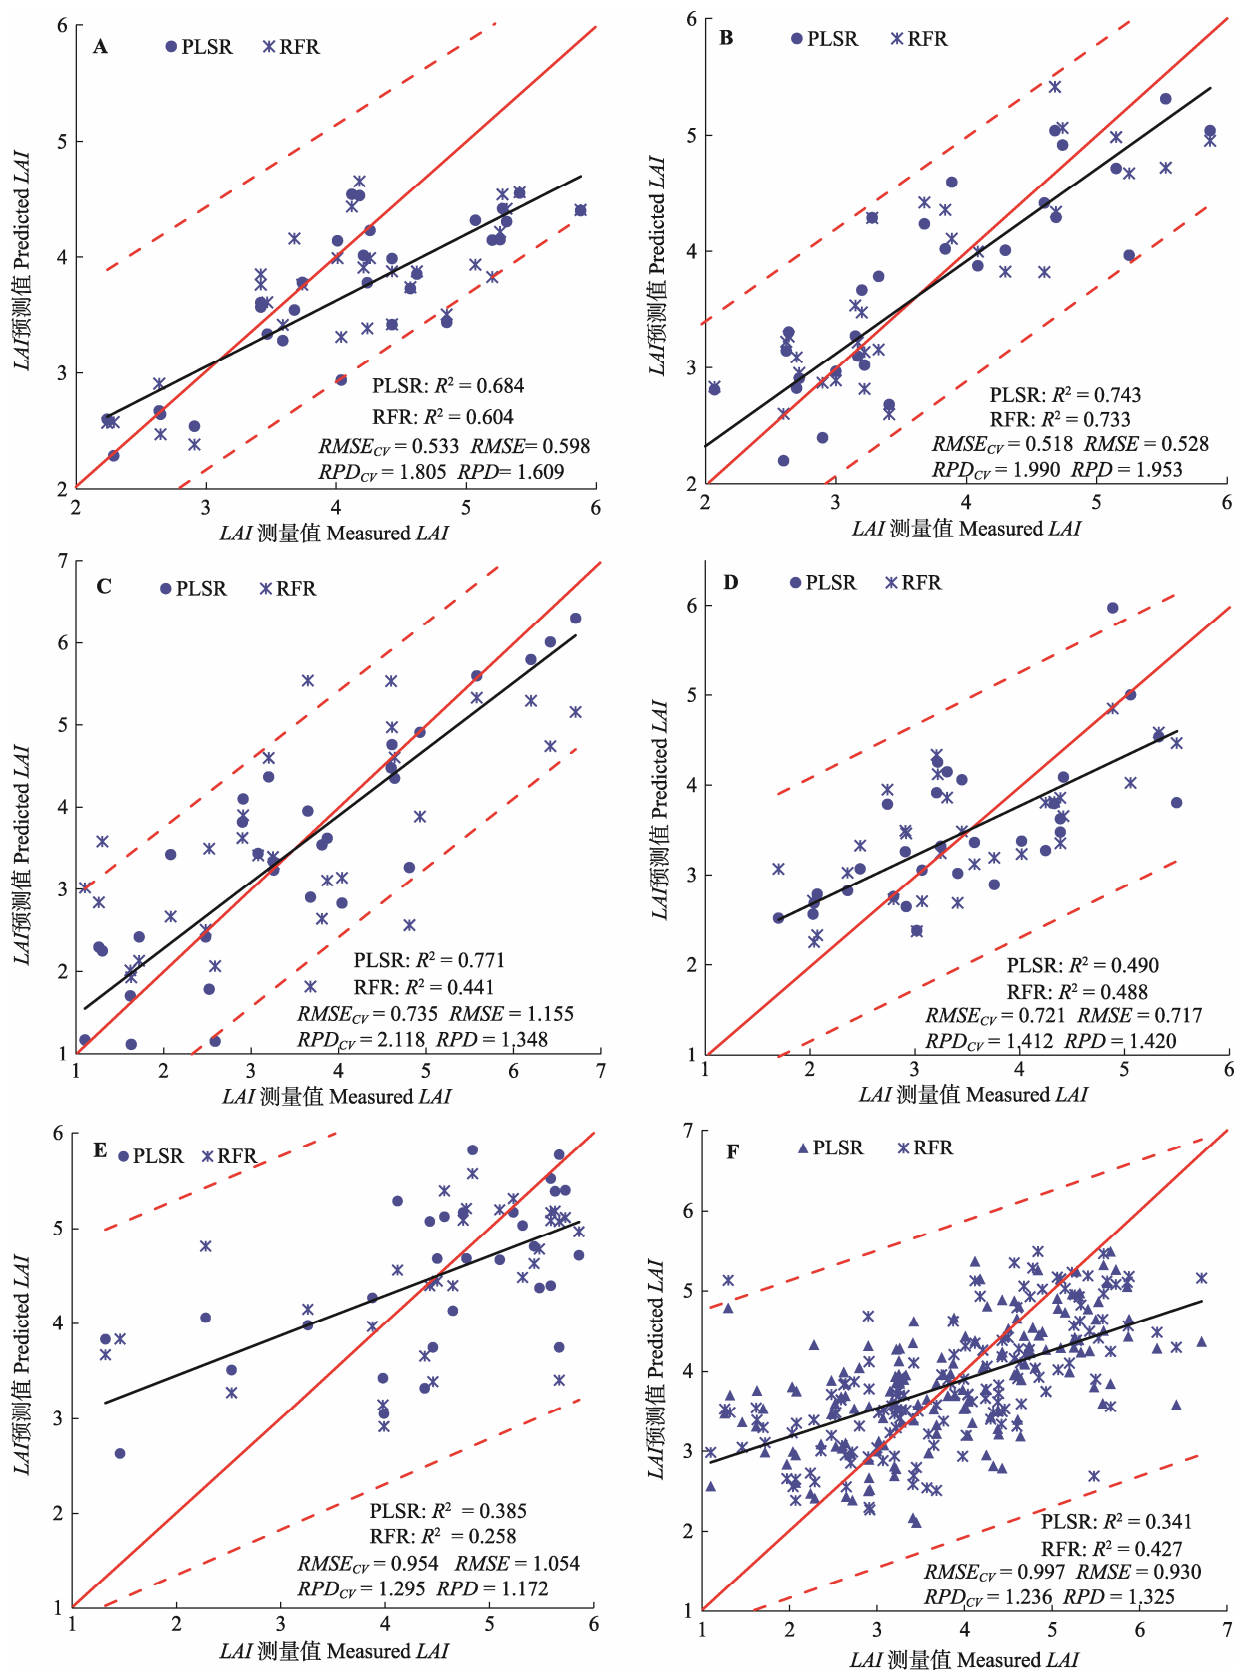 A
PLSR RFR
6
5
4
3
2
LAI预测值 Predicted LAI
PLSR: R² = 0.684
RFR: R² = 0.604
RMSE_CV = 0.533 RMSE= 0.598
RPD_CV = 1.805 RPD= 1.609
2 3 4 5 6
LAI 测量值 Measured LAI
B
PLSR RFR
6
5
4
3
2
LAI预测值 Predicted LAI
PLSR: R² = 0.743
RFR: R² = 0.733
RMSE_CV = 0.518 RMSE = 0.528
RPD_CV = 1.990 RPD = 1.953
2 3 4 5 6
LAI 测量值 Measured LAI
C
PLSR RFR
7
6
5
4
3
2
1
LAI预测值 Predicted LAI
PLSR: R² = 0.771
RFR: R² = 0.441
RMSE_CV = 0.735 RMSE = 1.155
RPD_CV = 2.118 RPD = 1.348
1 2 3 4 5 6 7
LAI 测量值 Measured LAI
D
PLSR RFR
6
5
4
3
2
1
LAI预测值 Predicted LAI
PLSR: R² = 0.490
RFR: R² = 0.488
RMSE_CV = 0.721 RMSE = 0.717
RPD_CV = 1.412 RPD = 1.420
1 2 3 4 5 6
LAI 测量值 Measured LAI
E
PLSR RFR
6
5
4
3
2
1
LAI预测值 Predicted LAI
PLSR: R² = 0.385
RFR: R² = 0.258
RMSE_CV = 0.954 RMSE = 1.054
RPD_CV = 1.295 RPD = 1.172
1 2 3 4 5 6
LAI 测量值 Measured LAI
F
PLSR RFR
7
6
5
4
3
2
1
LAI预测值 Predicted LAI
PLSR: R² = 0.341
RFR: R² = 0.427
RMSE_CV = 0.997 RMSE = 0.930
RPD_CV = 1.236 RPD = 1.325
1 2 3 4 5 6 7
LAI 测量值 Measured LAI